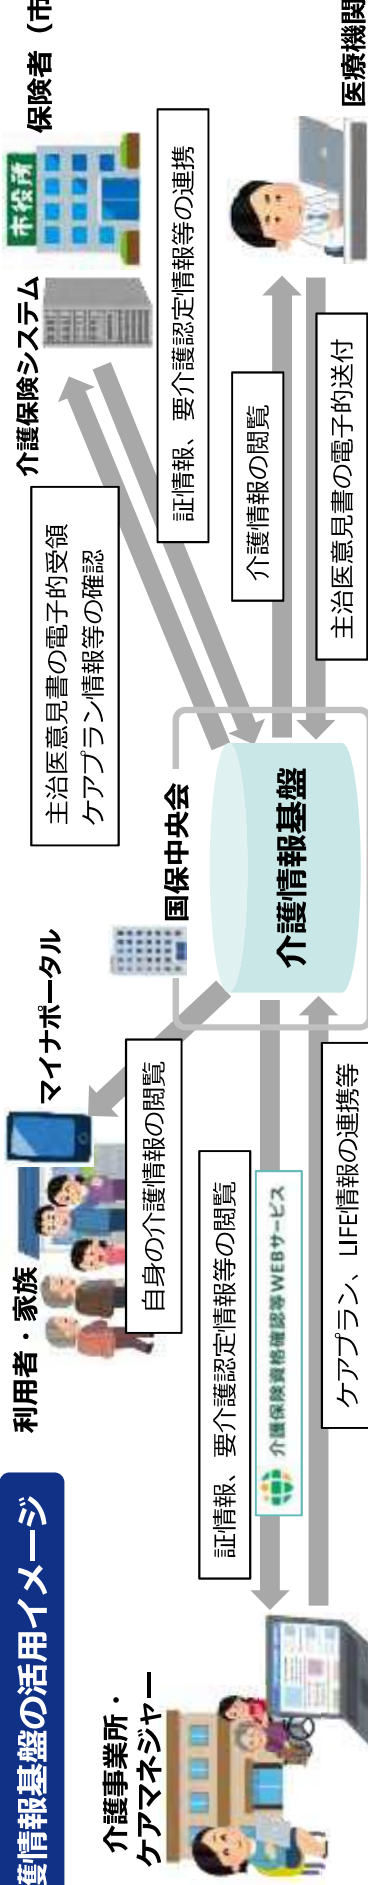 護情報基盤の活用イメージ
利用者・家族
マイナポータル
自身の介護情報の閲覧
国保中央会
介護情報基盤
主治医意見書の電子的受領
ケアプラン情報等の確認
介護保険システム
市役所
保険者（市
証情報、要介護認定情報等の連携
介護事業所・
ケアマネジャー
証情報、要介護認定情報等の閲覧
介護保険資格確認等WEBサービス
ケアプラン、LIFE情報の連携等
介護情報の閲覧
主治医意見書の電子的送付
医療機関